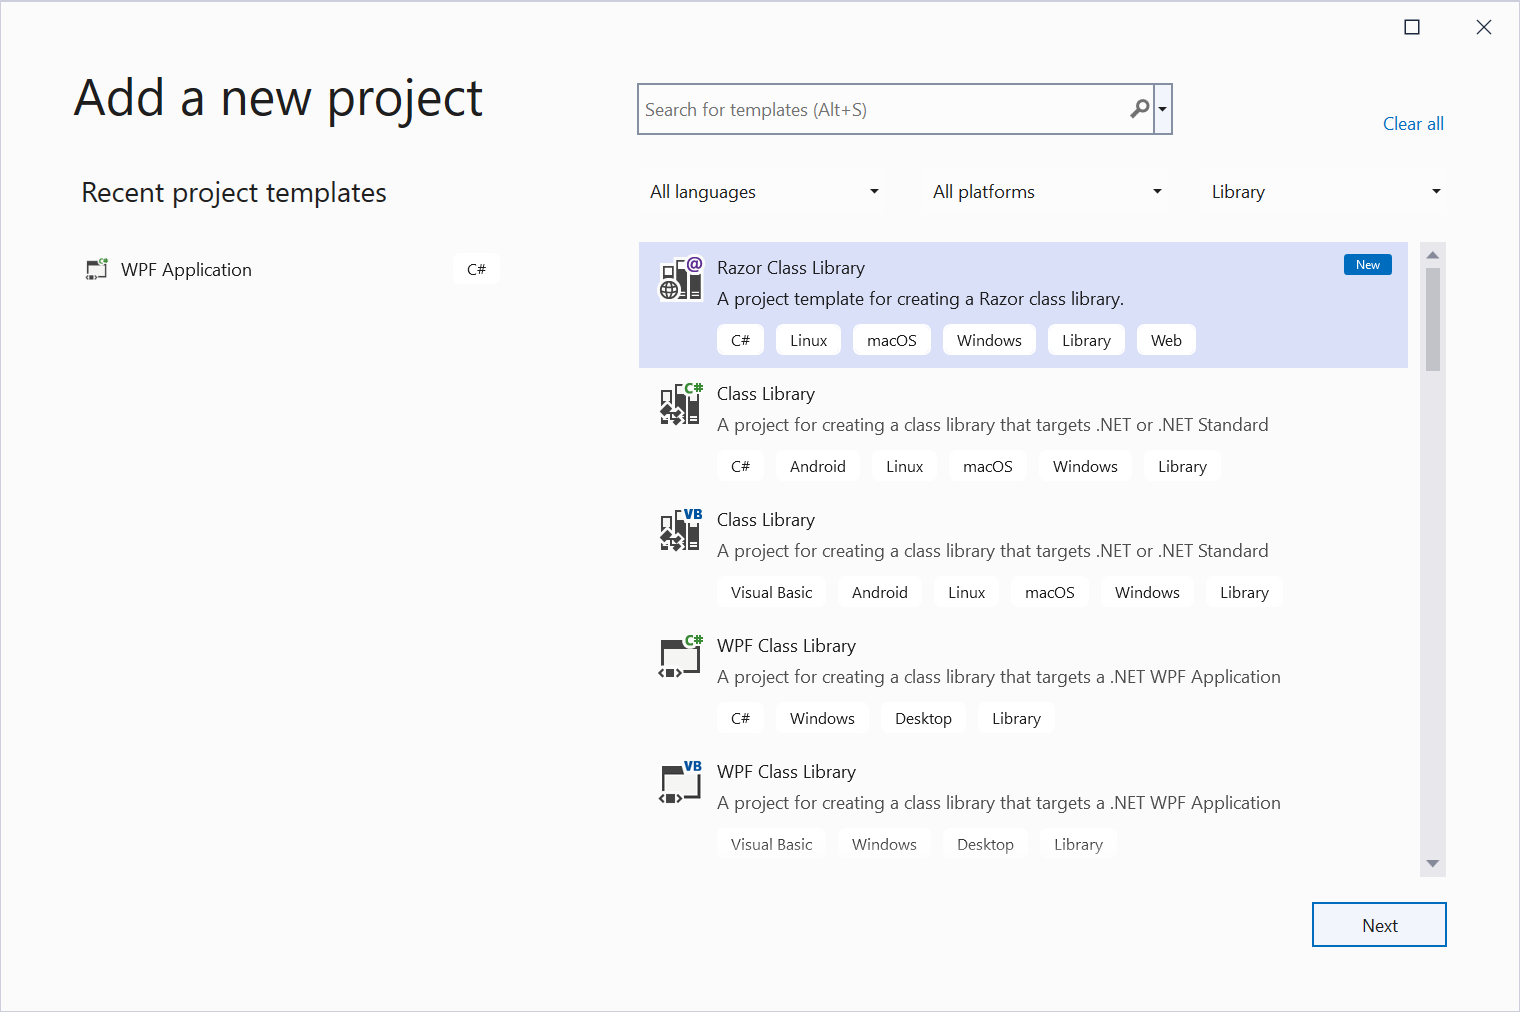 Add a new project
Search for templates (Alt+S)
Clear all
Recent project templates
All languages
All platforms
Library
WPF Application
C#
@
Razor Class Library
New
A project template for creating a Razor class library.
C# Linux macOS Windows Library Web
C#
Class Library
A project for creating a class library that targets .NET or .NET Standard
C# Android Linux macOS Windows Library
VB
Class Library
A project for creating a class library that targets .NET or .NET Standard
Visual Basic Android Linux macOS Windows Library
C#
WPF Class Library
A project for creating a class library that targets a .NET WPF Application
C# Windows Desktop Library
VB
WPF Class Library
A project for creating a class library that targets a .NET WPF Application
Visual Basic Windows Desktop Library
Next